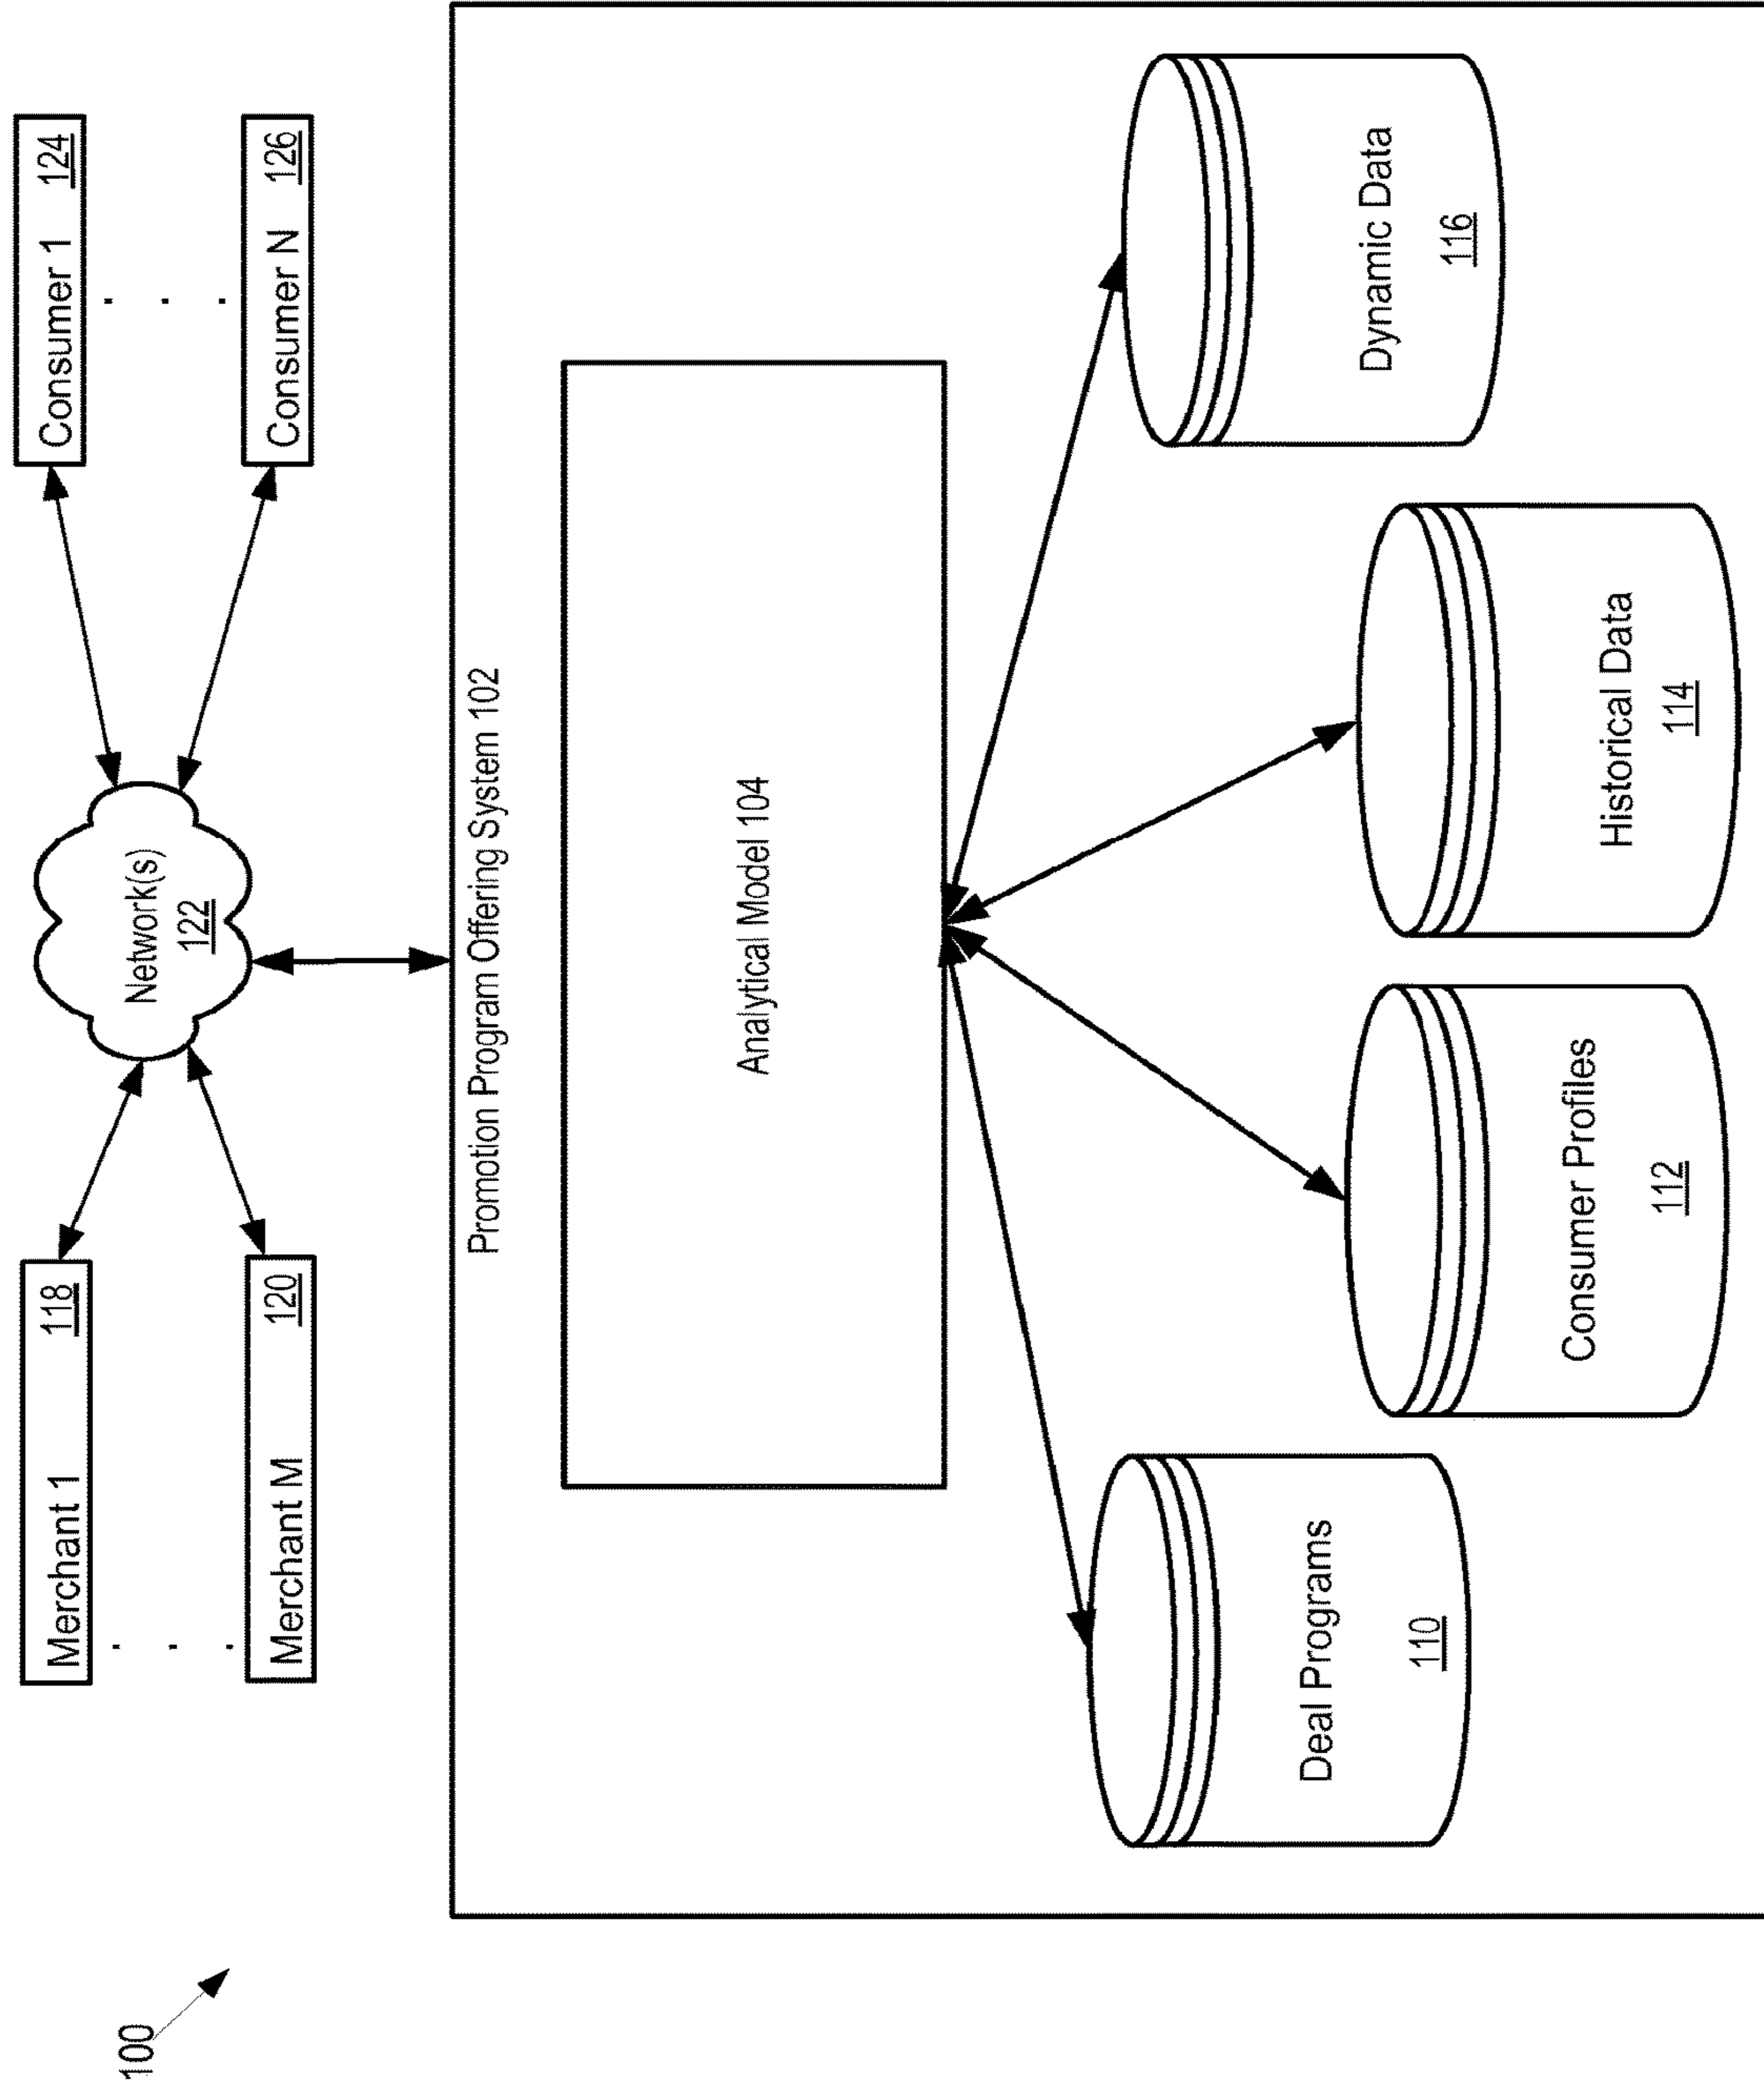 100
Merchant 1 118
. . .
Merchant M 120
Network(s)
122
Consumer 1 124
. . .
Consumer N 126
Promotion Program Offering System 102
Analytical Model 104
Deal Programs
110
Consumer Profiles
112
Historical Data
114
Dynamic Data
116